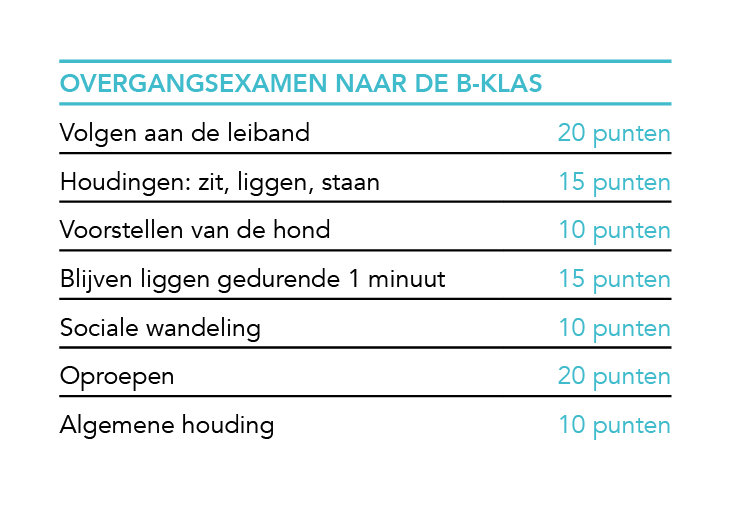 OVERGANGSEXAMEN NAAR DE B-KLAS
Volgen aan de leiband 20 punten
Houdingen: zit, liggen, staan 15 punten
Voorstellen van de hond 10 punten
Blijven liggen gedurende 1 minuut 15 punten
Sociale wandeling 10 punten
Oproepen 20 punten
Algemene houding 10 punten